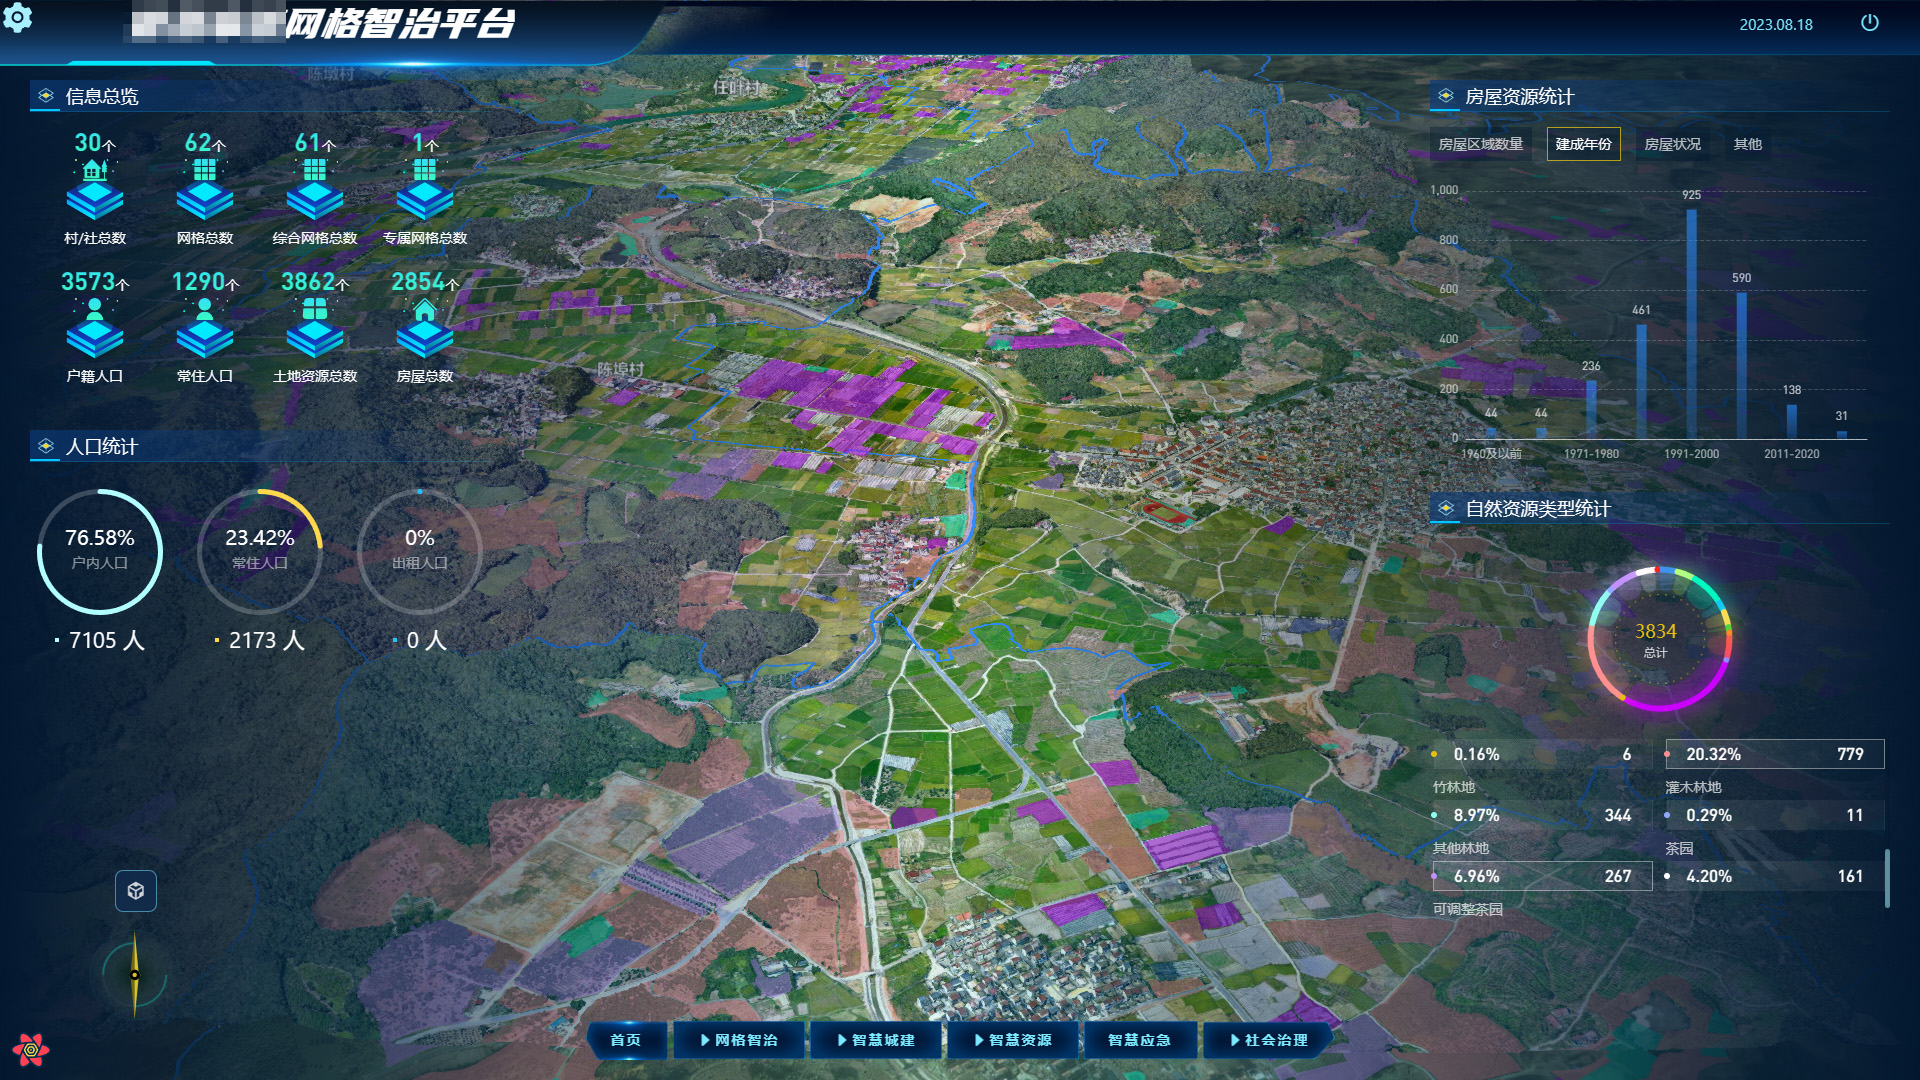 网格智治平台
2023.08.18
陈墩村
任叶村
陈埠村
信息总览
30个
62个
61个
1个
村/社总数
网格总数
综合网格总数
专属网格总数
3573个
1290个
3862个
2854个
户籍人口
常住人口
土地资源总数
房屋总数
人口统计
76.58%
户内人口
7105 人
23.42%
常住人口
2173 人
0%
出租人口
0 人
房屋资源统计
房屋区域数量
建成年份
房屋状况
其他
1,000
800
600
400
200
0
44
44
236
461
925
590
138
31
1960及以前
1971-1980
1991-2000
2011-2020
自然资源类型统计
3834
总计
0.16%
6
竹林地
20.32%
779
灌木林地
8.97%
344
其他林地
0.29%
11
茶园
6.96%
267
可调整茶园
4.20%
161
首页
网格智治
智慧城建
智慧资源
智慧应急
社会治理